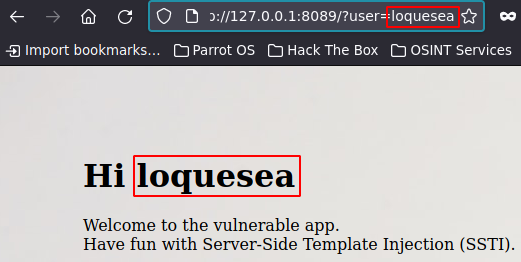 ɔ://127.0.0.1:8089/?user=loquesea
Import bookmarks… Parrot OS Hack The Box OSINT Services
Hi loquesea
Welcome to the vulnerable app.
Have fun with Server-Side Template Injection (SSTI).